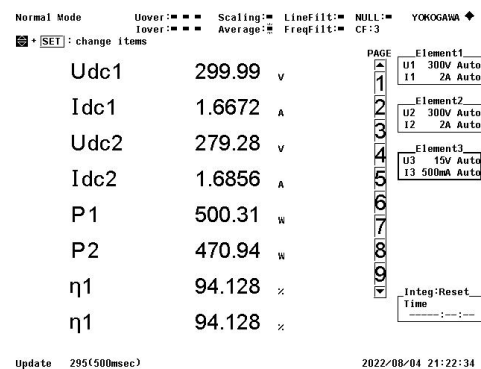 Normal Mode Uover: Scaling: LineFilt: NULL: YOKOGAWA
Iover: Average: FreqFilt: CF:3
+ SET : change items
PAGE
Udc1 299.99 V
Idc1 1.6672 A
Udc2 279.28 V
Idc2 1.6856 A
P1 500.31 W
P2 470.94 W
η1 94.128 %
η1 94.128 %
1
2
3
4
5
6
7
8
9
Element1
U1 300V Auto
I1 2A Auto
Element2
U2 300V Auto
I2 2A Auto
Element3
U3 15V Auto
I3 500mA Auto
Integ:Reset
Time
-----:--:--
Update 295(500msec) 2022/08/04 21:22:34